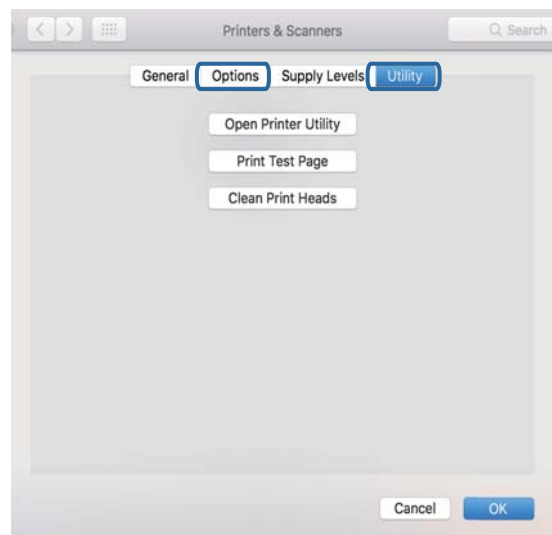 Printers & Scanners Search
General Options Supply Levels Utility
Open Printer Utility
Print Test Page
Clean Print Heads
Cancel OK